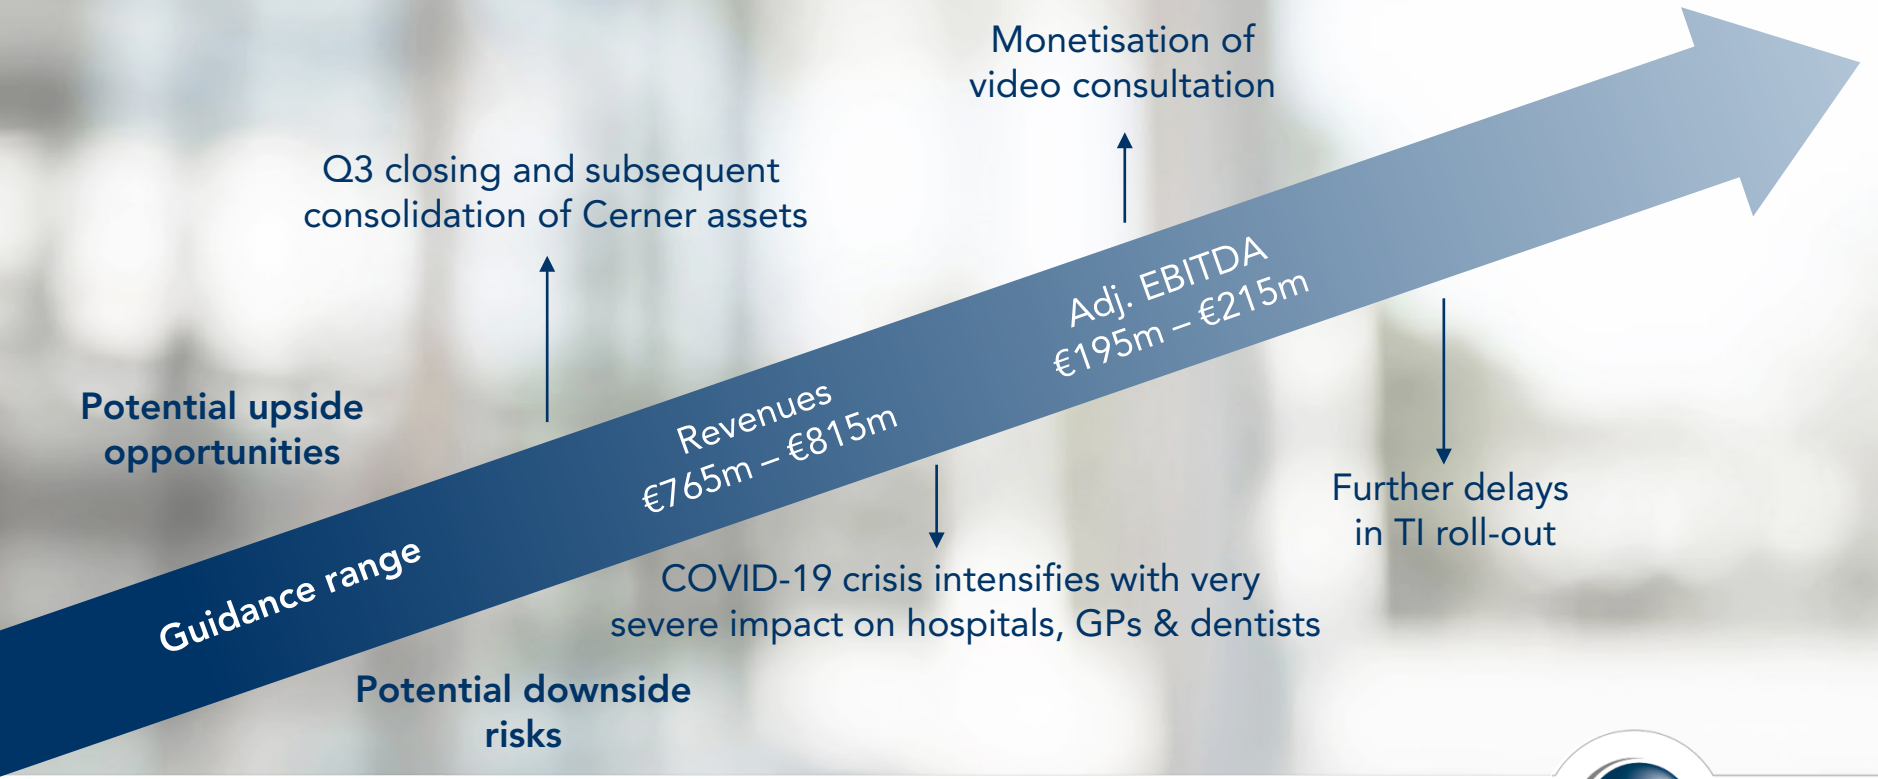 Monetisation of
video consultation
Q3 closing and subsequent
consolidation of Cerner assets
Potential upside
opportunities
Guidance range
Revenues
€765m – €815m
Adj. EBITDA
€195m – €215m
Further delays
in TI roll-out
COVID-19 crisis intensifies with very
severe impact on hospitals, GPs & dentists
Potential downside
risks